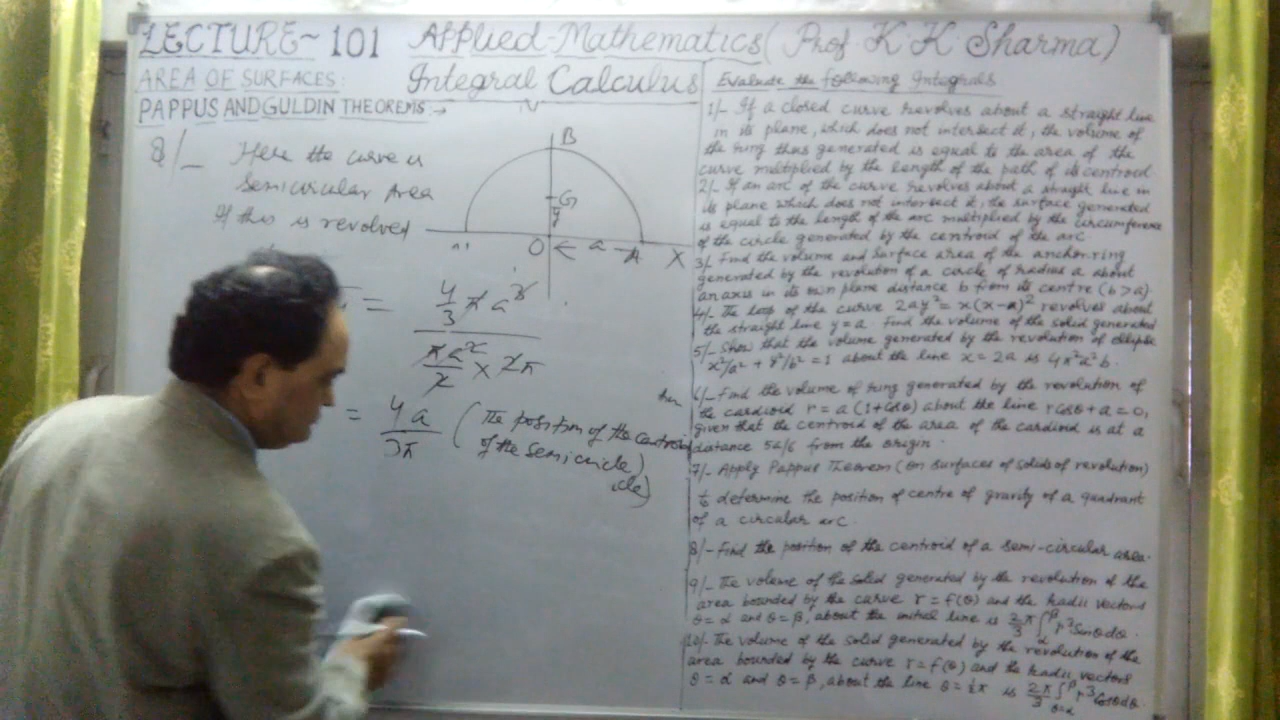 LECTURE~101 Applied-Mathematics (Prof. K.K. Sharma)
AREA OF SURFACES: Integral Calculus
PAPPUS AND GULDIN THEOREMS:→
8/- Here the curve is
Semicircular Area
If this is revolved
B
G
O ← a → A X
= 4/3 π a³
πa²/2 × 2π
= 4a/3π (The position of the centroid
of the semicircle)
cle)
then
Evaluate the following Integrals
1/- If a closed curve revolves about a straight line
in its plane, which does not intersect it, the volume of
the ring thus generated is equal to the area of the
curve multiplied by the length of the path of its centroid.
2/- If an arc of the curve revolves about a straight line in
its plane which does not intersect it, the surface generated
is equal to the length of the arc multiplied by the circumference
of the circle generated by the centroid of the arc
3/- Find the volume and surface area of the anchor-ring
generated by the revolution of a circle of radius a about
an axis in its own plane distance b from its centre (b>a).
4/- The loop of the curve 2ay² = x(x-a)² revolves about
the straight line y=a. Find the volume of the solid generated
5/- Show that the volume generated by the revolution of ellipse
x²/a² + y²/b² = 1 about the line x = 2a is 4π²a²b.
6/- Find the volume of ring generated by the revolution of
the cardioid r = a(1+cosθ) about the line rcosθ+a=0,
given that the centroid of the area of the cardioid is at a
distance 5a/6 from the origin.
7/- Apply Pappus Theorem (on surfaces of solids of revolution)
to determine the position of centre of gravity of a quadrant
of a circular arc.
8/- Find the position of the centroid of a semi-circular area.
9/- The volume of the solid generated by the revolution of the
area bounded by the curve r=f(θ) and the radii vectors
θ=α and θ=β, about the initial line is 2/3 π ∫αβ r³ Sinθdθ.
10/- The volume of the solid generated by the revolution of the
area bounded by the curve r=f(θ) and the radii vectors
θ=α and θ=β, about the line θ=½π is 2π/3 ∫θ=αβ r³ Cosθdθ